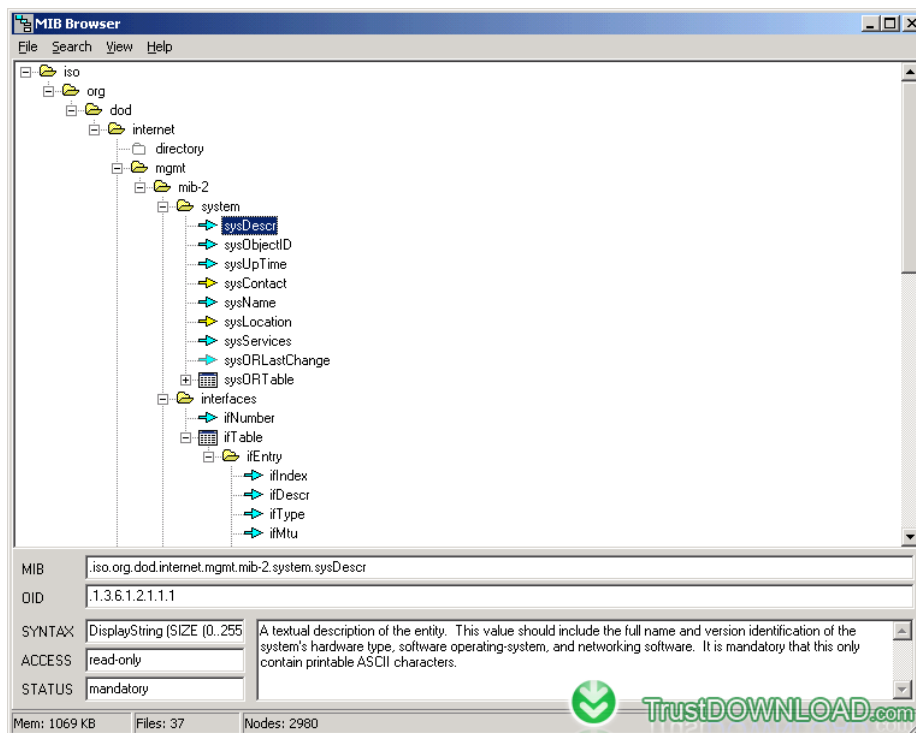 MIB Browser
File Search View Help
iso
org
dod
internet
directory
mgmt
mib-2
system
sysDescr
sysObjectID
sysUpTime
sysContact
sysName
sysLocation
sysServices
sysORLastChange
sysORTable
interfaces
ifNumber
ifTable
ifEntry
ifIndex
ifDescr
ifType
ifMtu
MIB .iso.org.dod.internet.mgmt.mib-2.system.sysDescr
OID .1.3.6.1.2.1.1.1
SYNTAX DisplayString (SIZE (0..255
ACCESS read-only
STATUS mandatory
A textual description of the entity. This value should include the full name and version identification of the
system's hardware type, software operating-system, and networking software. It is mandatory that this only
contain printable ASCII characters.
TrustDOWNLOAD.com
Mem: 1069 KB Files: 37 Nodes: 2980